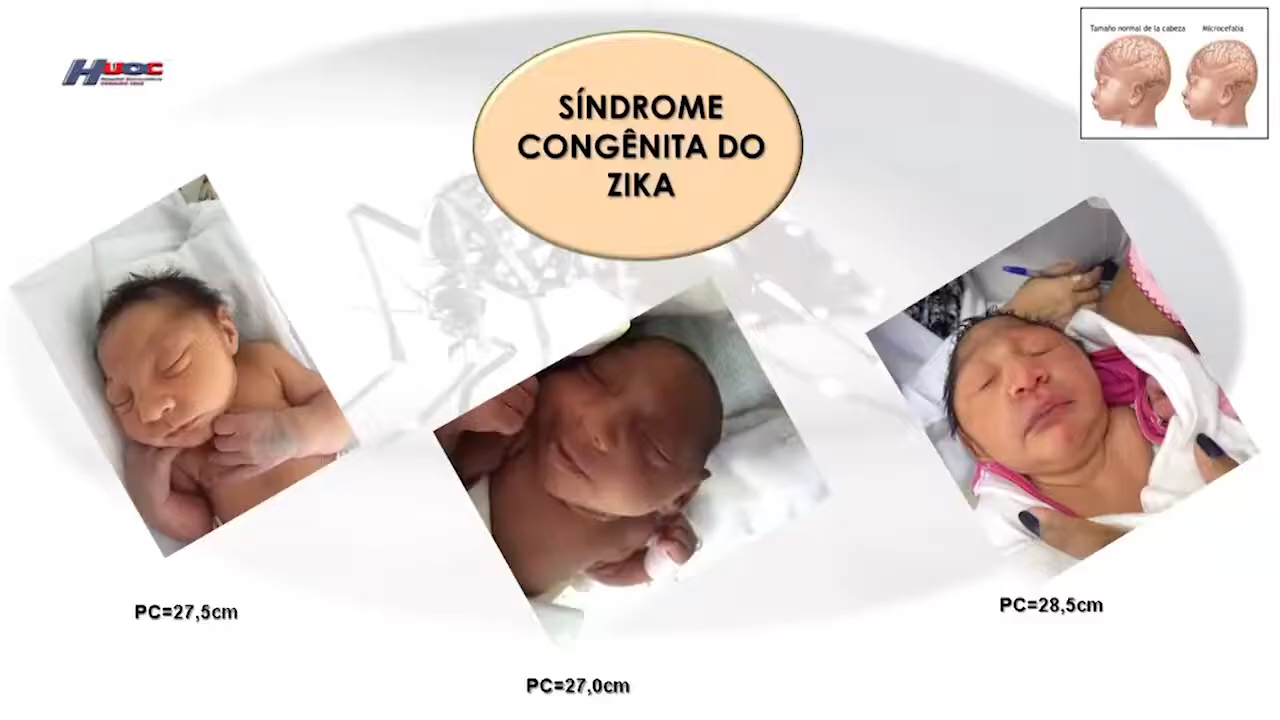 HUOC
SÍNDROME
CONGÊNITA DO
ZIKA
Tamaño normal de la cabeza
Microcefalia
PC=27,5cm
PC=27,0cm
PC=28,5cm